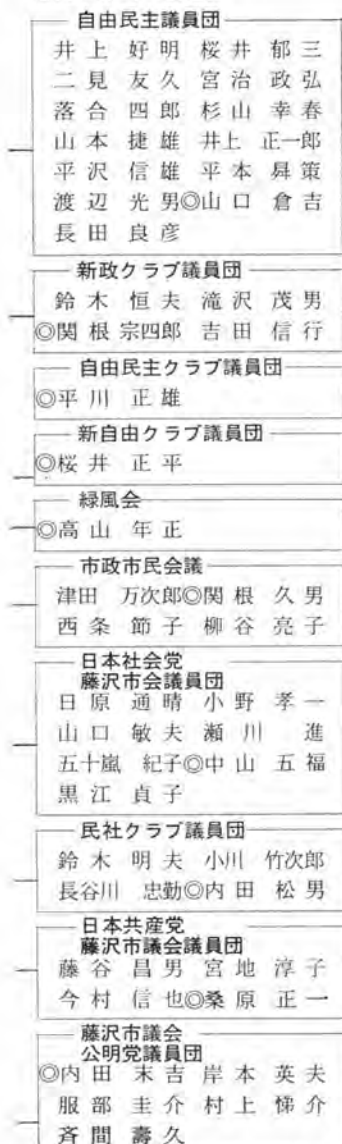 自由民主議員団
井上 好明 桜井 郁三
二見 友久 宮治 政弘
落合 四郎 杉山 幸春
山本 捷雄 井上 正一郎
平沢 信雄 平本 曻策
渡辺 光男◎山口 倉吉
長田 良彦
新政クラブ議員団
鈴木 恒夫 滝沢 茂男
◎関根 宗四郎 吉田 信行
自由民主クラブ議員団
◎平川 正雄
新自由クラブ議員団
◎桜井 正平
緑風会
◎高山 年正
市政市民会議
津田 万次郎◎関根 久男
西条 節子 柳谷 亮子
日本社会党
藤沢市会議員団
日原 通晴 小野 孝一
山口 敏夫 瀬川 進
五十嵐 紀子◎中山 五福
黒江 貞子
民社クラブ議員団
鈴木 明夫 小川 竹次郎
長谷川 忠勤◎内田 松男
日本共産党
藤沢市議会議員団
藤谷 昌男 宮地 淳子
今村 信也◎桑原 正一
藤沢市議会
公明党議員団
◎内田 末吉 岸本 英夫
服部 圭介 村上 悌介
斉間 壽久